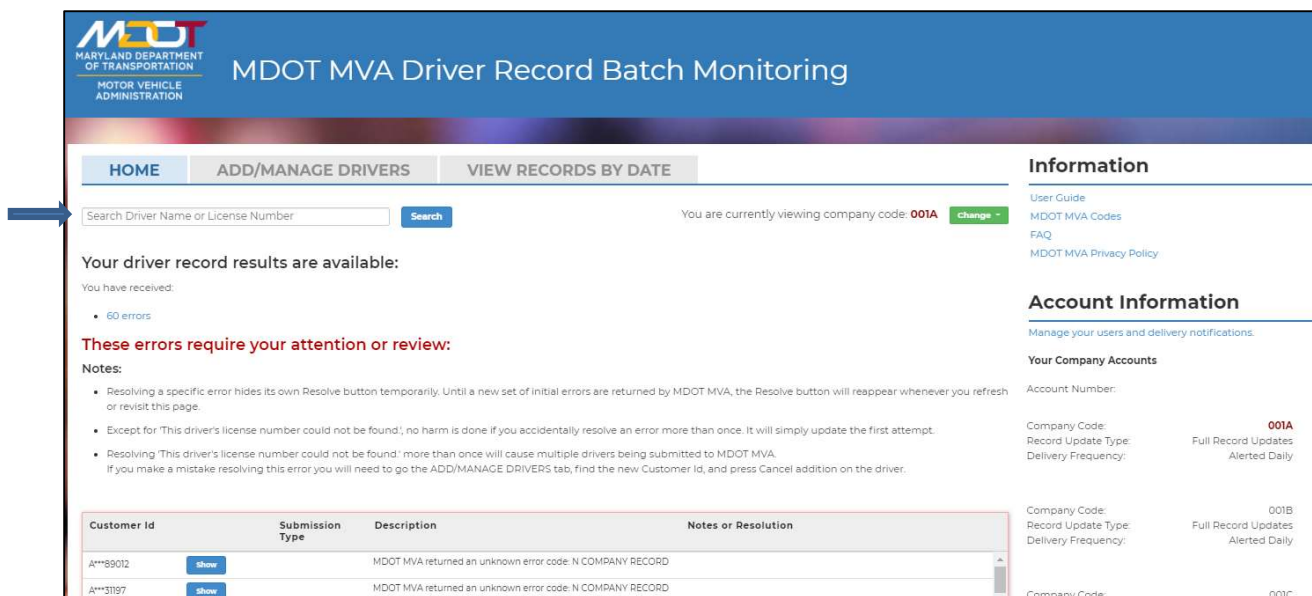 MDOT
MARYLAND DEPARTMENT
OF TRANSPORTATION
MOTOR VEHICLE
ADMINISTRATION
MDOT MVA Driver Record Batch Monitoring
HOME
ADD/MANAGE DRIVERS
VIEW RECORDS BY DATE
Search Driver Name or License Number
Search
You are currently viewing company code: 001A
Change
Your driver record results are available:
You have received:
• 60 errors
These errors require your attention or review:
Notes:
• Resolving a specific error hides its own Resolve button temporarily. Until a new set of initial errors are returned by MDOT MVA, the Resolve button will reappear whenever you refresh
or revisit this page.
• Except for 'This driver's license number could not be found.', no harm is done if you accidentally resolve an error more than once. It will simply update the first attempt.
• Resolving 'This driver's license number could not be found.' more than once will cause multiple drivers being submitted to MDOT MVA.
If you make a mistake resolving this error you will need to go the ADD/MANAGE DRIVERS tab, find the new Customer Id, and press Cancel addition on the driver.
Customer Id
Submission
Type
Description
Notes or Resolution
A***89012
Show
MDOT MVA returned an unknown error code: N COMPANY RECORD
A***31197
Show
MDOT MVA returned an unknown error code: N COMPANY RECORD
Information
User Guide
MDOT MVA Codes
FAQ
MDOT MVA Privacy Policy
Account Information
Manage your users and delivery notifications.
Your Company Accounts
Account Number:
Company Code: 001A
Record Update Type: Full Record Updates
Delivery Frequency: Alerted Daily
Company Code: 001B
Record Update Type: Full Record Updates
Delivery Frequency: Alerted Daily
Company Code: 001C